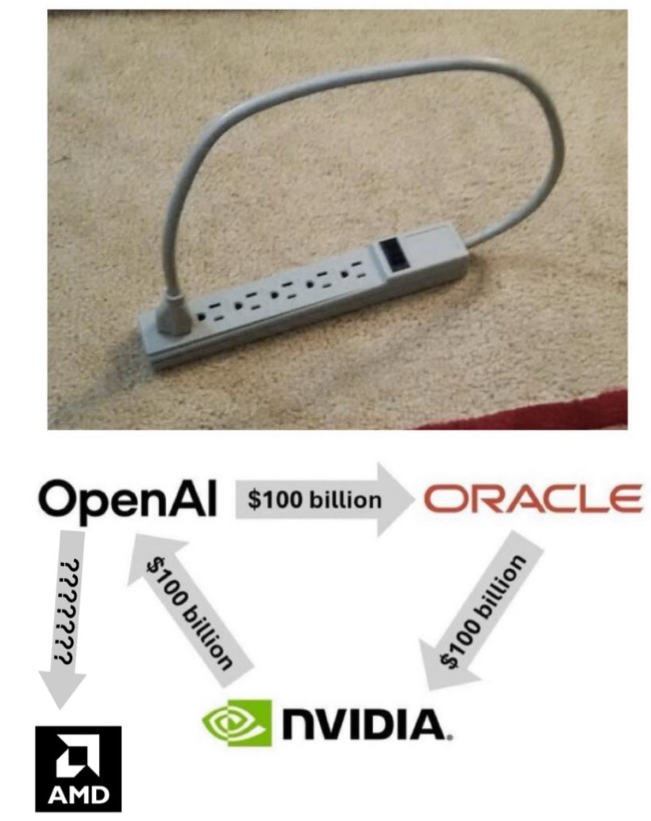 OpenAI
$100 billion
ORACLE
¿¿¿¿¿¿¿¿
$100 billion
$100 billion
NVIDIA.
AMD